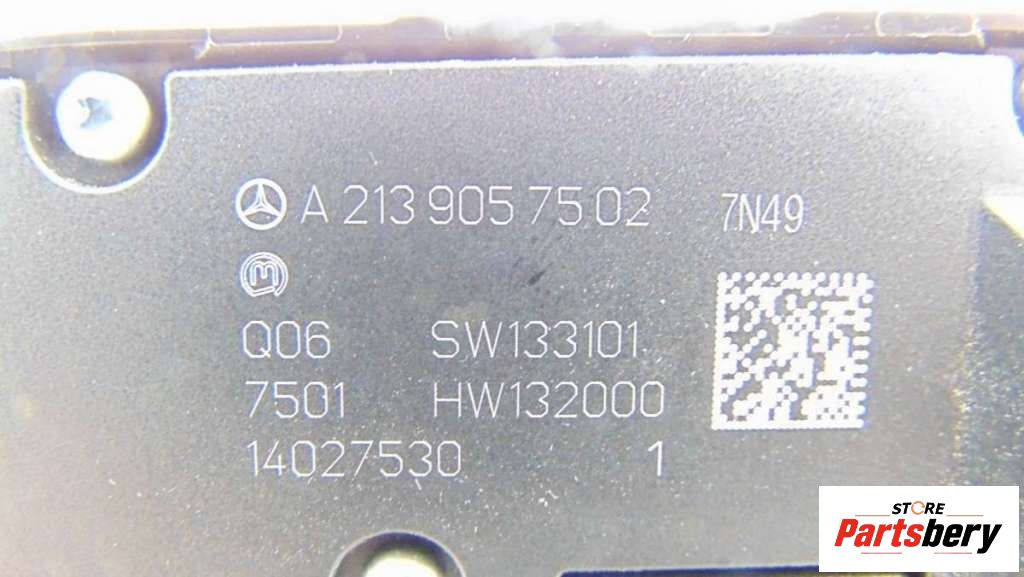 A 213 905 75 02 7N49
M
Q06 SW133101
7501 HW132000
14027530 1
STORE
Partsbery